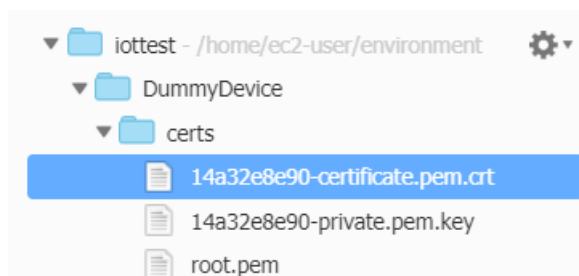 iottest - /home/ec2-user/environment
DummyDevice
certs
14a32e8e90-certificate.pem.crt
14a32e8e90-private.pem.key
root.pem